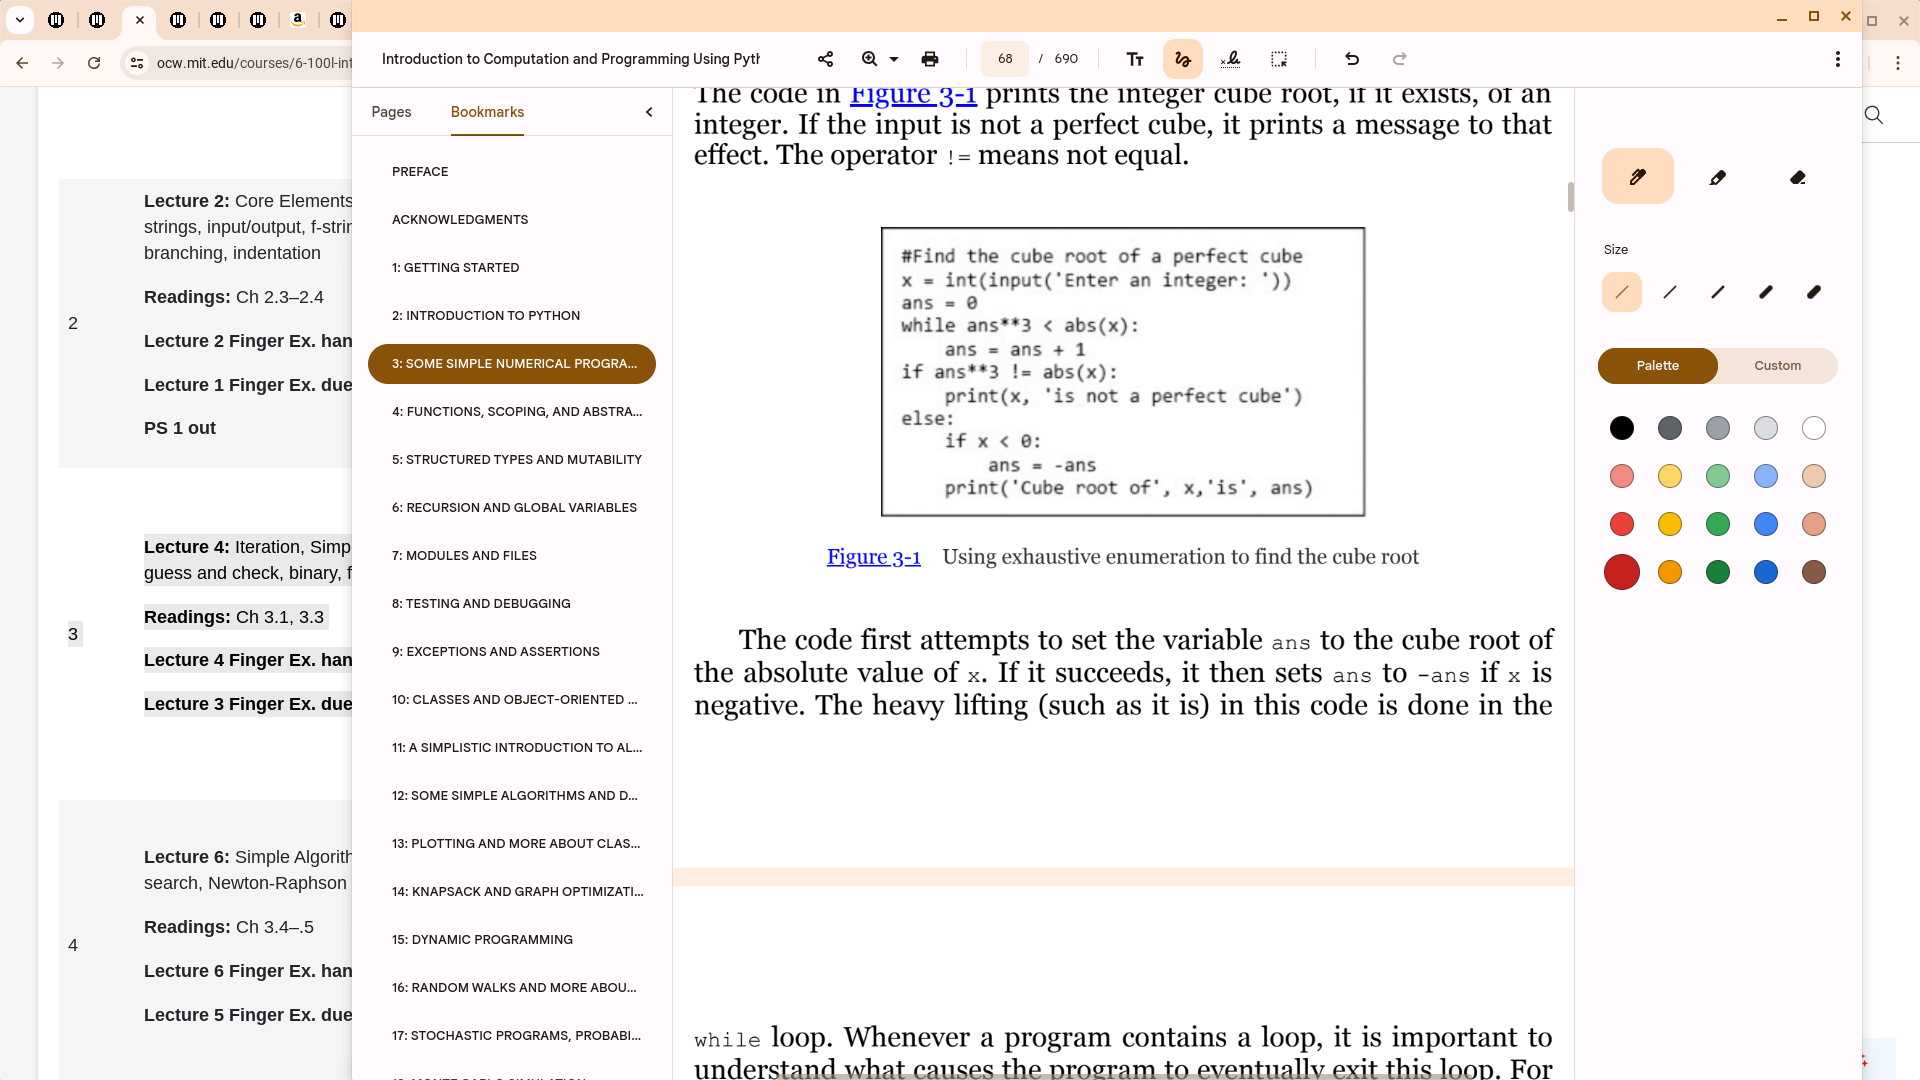 ocw.mit.edu/courses/6-100l-int
Lecture 2: Core Elements
strings, input/output, f-strin
branching, indentation
Readings: Ch 2.3–2.4
2
Lecture 2 Finger Ex. han
Lecture 1 Finger Ex. due
PS 1 out
Lecture 4: Iteration, Simp
guess and check, binary, f
Readings: Ch 3.1, 3.3
3
Lecture 4 Finger Ex. han
Lecture 3 Finger Ex. due
Lecture 6: Simple Algorith
search, Newton-Raphson
Readings: Ch 3.4–.5
4
Lecture 6 Finger Ex. han
Lecture 5 Finger Ex. due
Introduction to Computation and Programming Using Pyth
68 / 690
Pages Bookmarks
PREFACE
ACKNOWLEDGMENTS
1: GETTING STARTED
2: INTRODUCTION TO PYTHON
3: SOME SIMPLE NUMERICAL PROGRA...
4: FUNCTIONS, SCOPING, AND ABSTRA...
5: STRUCTURED TYPES AND MUTABILITY
6: RECURSION AND GLOBAL VARIABLES
7: MODULES AND FILES
8: TESTING AND DEBUGGING
9: EXCEPTIONS AND ASSERTIONS
10: CLASSES AND OBJECT-ORIENTED ...
11: A SIMPLISTIC INTRODUCTION TO AL...
12: SOME SIMPLE ALGORITHMS AND D...
13: PLOTTING AND MORE ABOUT CLAS...
14: KNAPSACK AND GRAPH OPTIMIZATI...
15: DYNAMIC PROGRAMMING
16: RANDOM WALKS AND MORE ABOU...
17: STOCHASTIC PROGRAMS, PROBABI...
The code in Figure 3-1 prints the integer cube root, if it exists, of an
integer. If the input is not a perfect cube, it prints a message to that
effect. The operator != means not equal.
#Find the cube root of a perfect cube
x = int(input('Enter an integer: '))
ans = 0
while ans**3 < abs(x):
    ans = ans + 1
if ans**3 != abs(x):
    print(x, 'is not a perfect cube')
else:
    if x < 0:
        ans = -ans
    print('Cube root of', x,'is', ans)
Figure 3-1 Using exhaustive enumeration to find the cube root
The code first attempts to set the variable ans to the cube root of
the absolute value of x. If it succeeds, it then sets ans to -ans if x is
negative. The heavy lifting (such as it is) in this code is done in the
while loop. Whenever a program contains a loop, it is important to
understand what causes the program to eventually exit this loop. For
Size
Palette Custom